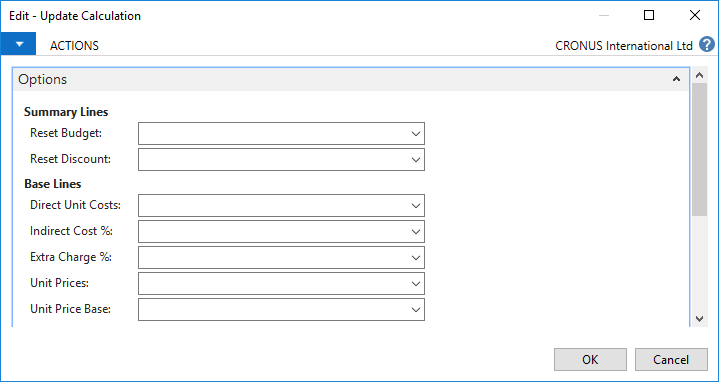 Edit - Update Calculation
ACTIONS
CRONUS International Ltd ?
Options
Summary Lines
Reset Budget:
Reset Discount:
Base Lines
Direct Unit Costs:
Indirect Cost %:
Extra Charge %:
Unit Prices:
Unit Price Base:
OK
Cancel